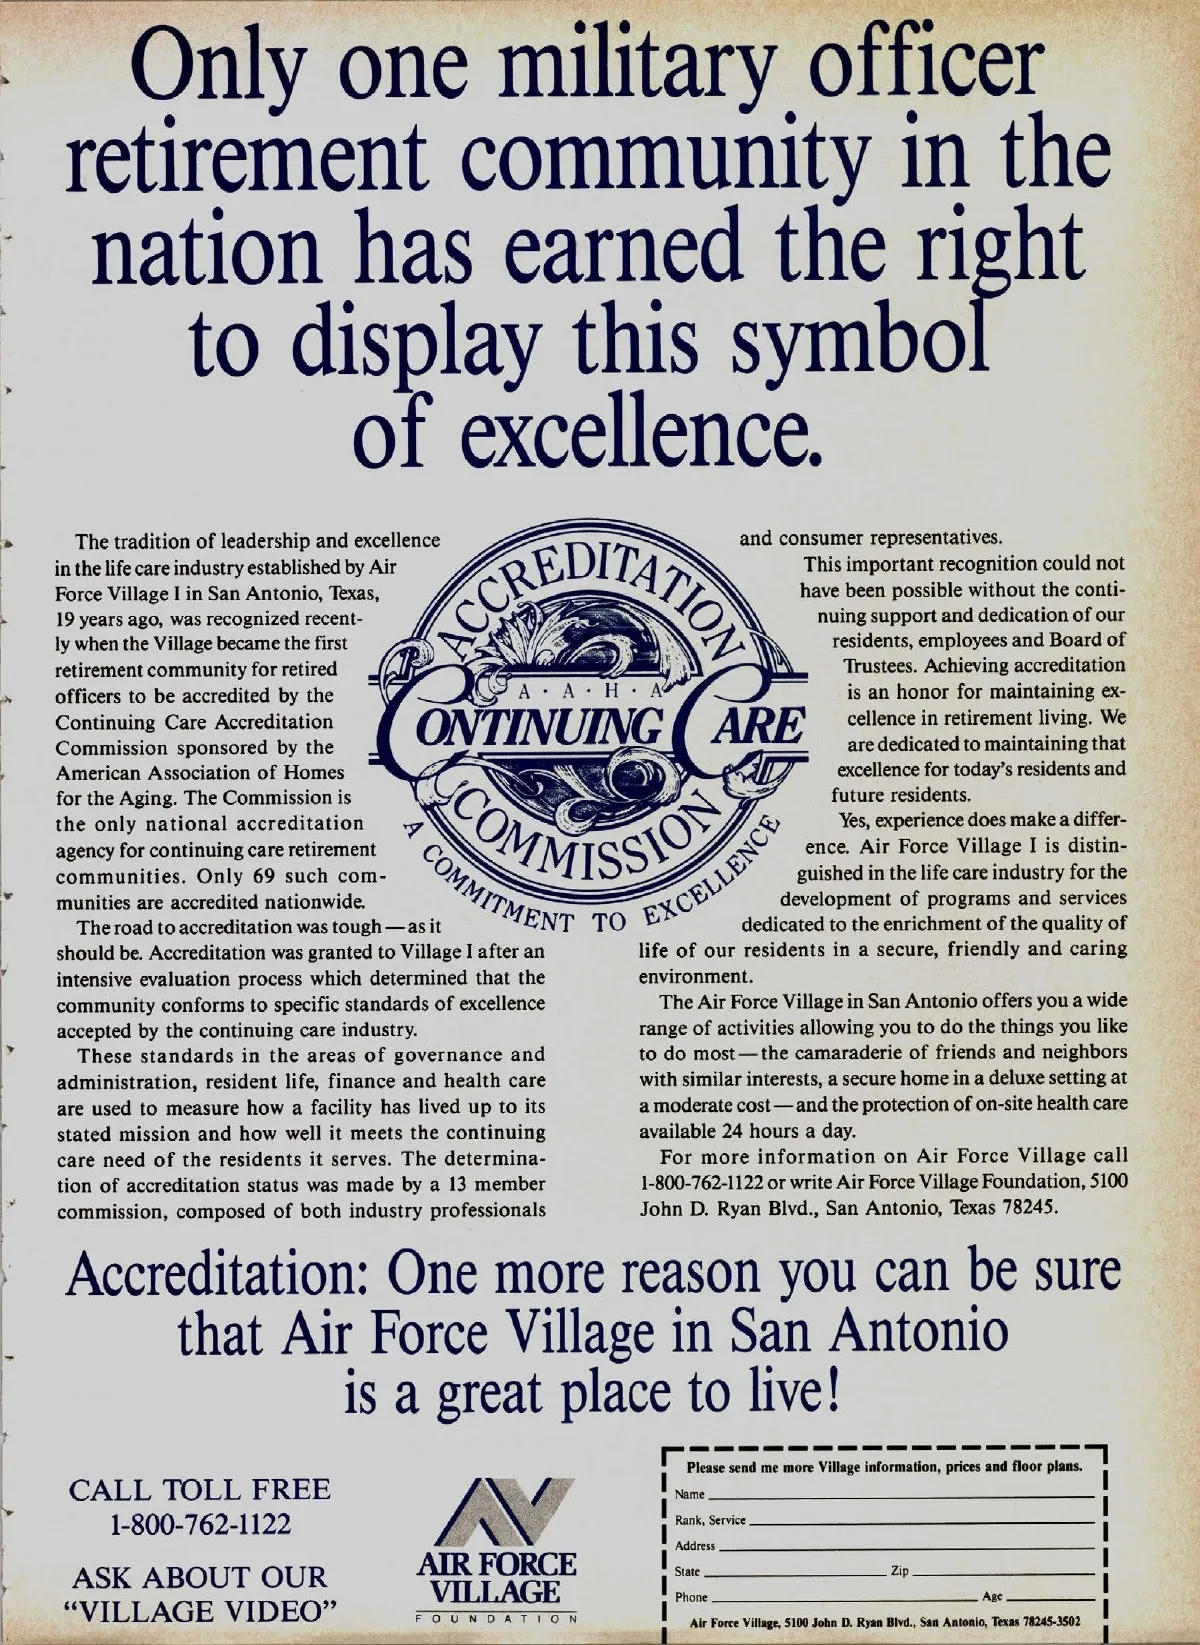 Only one military officer
retirement community in the
nation has earned the right
to display this symbol
of excellence.
The tradition of leadership and excellence
in the life care industry established by Air
Force Village I in San Antonio, Texas,
19 years ago, was recognized recent-
ly when the Village became the first
retirement community for retired
officers to be accredited by the
Continuing Care Accreditation
Commission sponsored by the
American Association of Homes
for the Aging. The Commission is
the only national accreditation
agency for continuing care retirement
communities. Only 69 such com-
munities are accredited nationwide.
The road to accreditation was tough — as it
should be. Accreditation was granted to Village I after an
intensive evaluation process which determined that the
community conforms to specific standards of excellence
accepted by the continuing care industry.
These standards in the areas of governance and
administration, resident life, finance and health care
are used to measure how a facility has lived up to its
stated mission and how well it meets the continuing
care need of the residents it serves. The determina-
tion of accreditation status was made by a 13 member
commission, composed of both industry professionals
ACCREDITATION
A · A · H · A
CONTINUING CARE
COMMISSION
A COMMITMENT TO EXCELLENCE
and consumer representatives.
This important recognition could not
have been possible without the conti-
nuing support and dedication of our
residents, employees and Board of
Trustees. Achieving accreditation
is an honor for maintaining ex-
cellence in retirement living. We
are dedicated to maintaining that
excellence for today's residents and
future residents.
Yes, experience does make a differ-
ence. Air Force Village I is distin-
guished in the life care industry for the
development of programs and services
dedicated to the enrichment of the quality of
life of our residents in a secure, friendly and caring
environment.
The Air Force Village in San Antonio offers you a wide
range of activities allowing you to do the things you like
to do most — the camaraderie of friends and neighbors
with similar interests, a secure home in a deluxe setting at
a moderate cost — and the protection of on-site health care
available 24 hours a day.
For more information on Air Force Village call
1-800-762-1122 or write Air Force Village Foundation, 5100
John D. Ryan Blvd., San Antonio, Texas 78245.
Accreditation: One more reason you can be sure
that Air Force Village in San Antonio
is a great place to live!
CALL TOLL FREE
1-800-762-1122
ASK ABOUT OUR
"VILLAGE VIDEO"
AIR FORCE
VILLAGE
FOUNDATION
Please send me more Village information, prices and floor plans.
Name
Rank, Service
Address
State Zip
Phone Age
Air Force Village, 5100 John D. Ryan Blvd., San Antonio, Texas 78245-3502